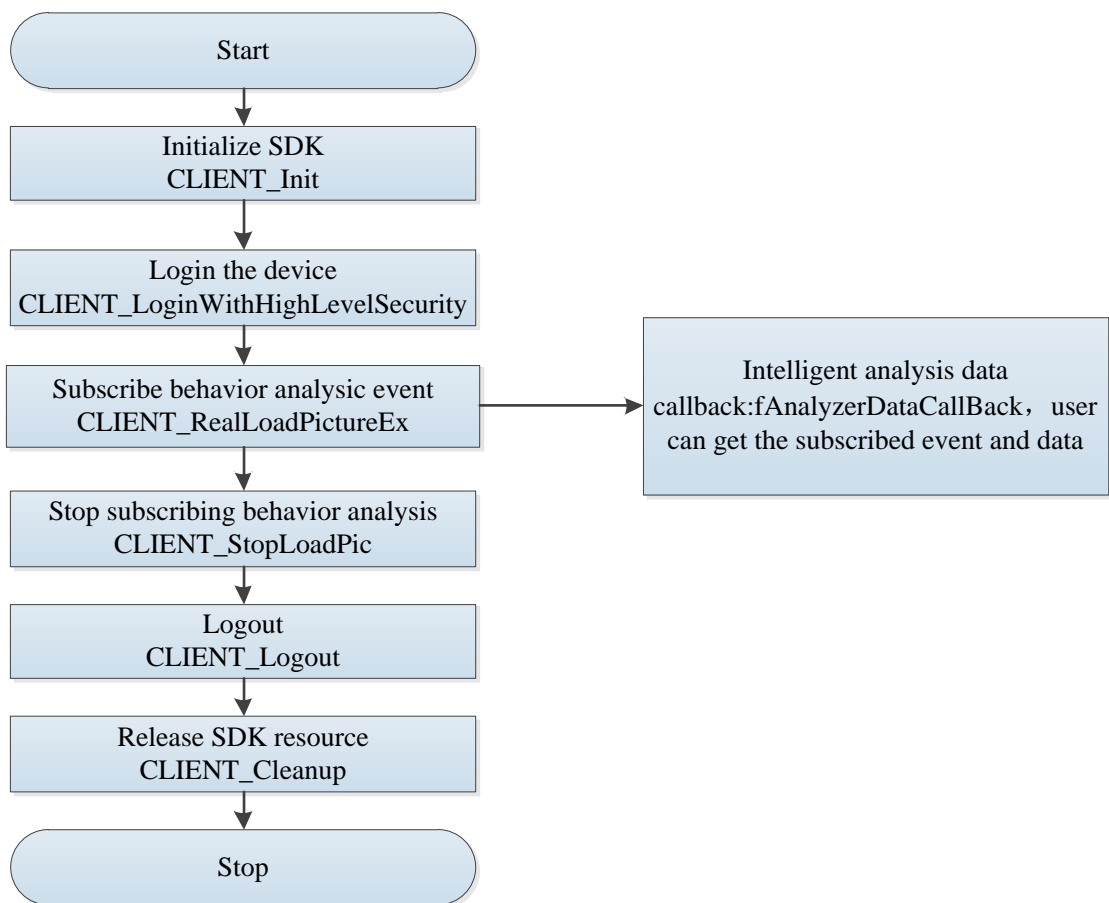 Start
Initialize SDK
CLIENT_Init
Login the device
CLIENT_LoginWithHighLevelSecurity
Subscribe behavior analysic event
CLIENT_RealLoadPictureEx
Intelligent analysis data
callback:fAnalyzerDataCallBack，user
can get the subscribed event and data
Stop subscribing behavior analysis
CLIENT_StopLoadPic
Logout
CLIENT_Logout
Release SDK resource
CLIENT_Cleanup
Stop